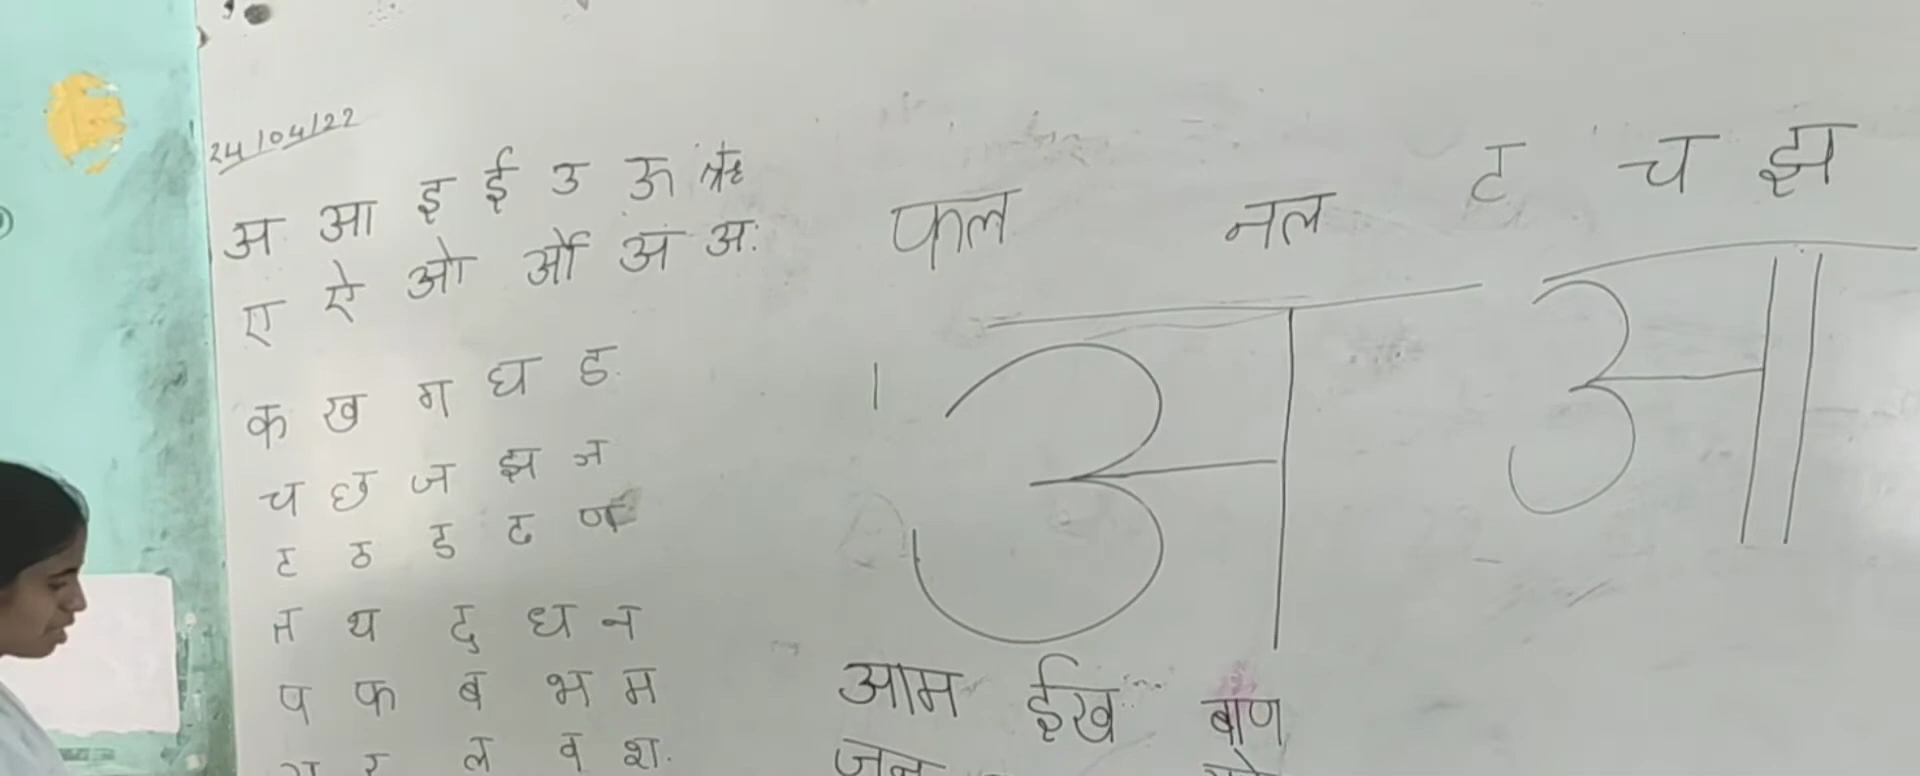 24/04/22
अ आ इ ई उ ऊ ऋ
ए ऐ ओ औ अं अः
क ख ग घ ङ
च छ ज झ ञ
ट ठ ड ढ ण
त थ द ध न
प फ ब भ म
य र ल व श
फल नल ट च झ
अ आ
आम ईख बाण